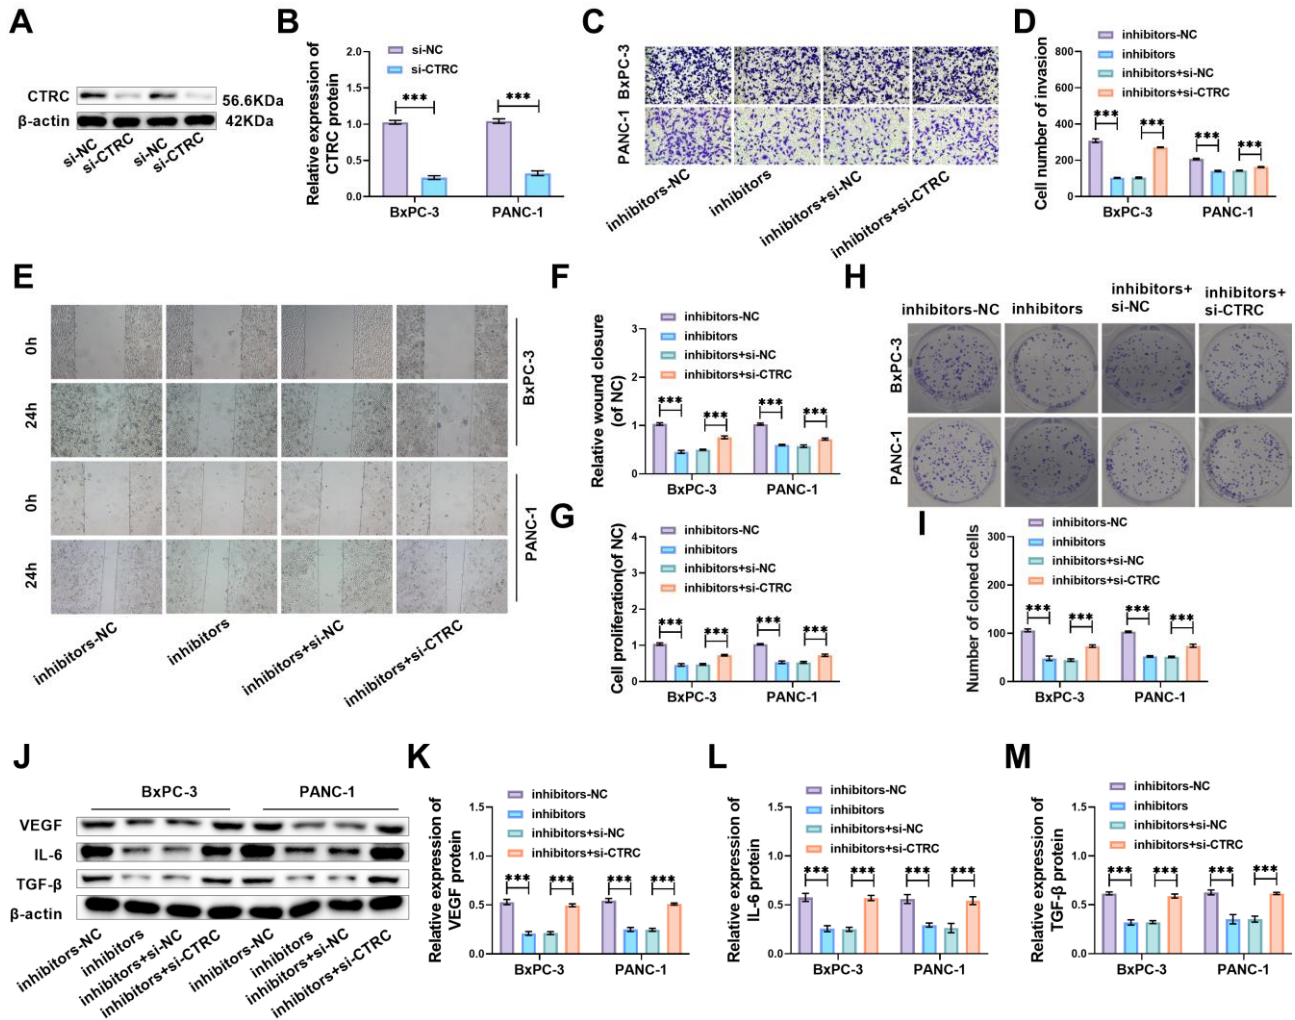 A
CTRC
β-actin
56.6KDa
42KDa
si-NC
si-CTRC
si-NC
si-CTRC
B
si-NC
si-CTRC
Relative expression of
CTRC protein
2.0
1.5
1.0
0.5
0.0
***
***
BxPC-3
PANC-1
C
BxPC-3
PANC-1
inhibitors-NC
inhibitors
inhibitors+si-NC
inhibitors+si-CTRC
D
inhibitors-NC
inhibitors
inhibitors+si-NC
inhibitors+si-CTRC
Cell number of invasion
800
600
400
200
0
***
***
***
***
BxPC-3
PANC-1
E
0h
24h
0h
24h
BxPC-3
PANC-1
inhibitors-NC
inhibitors
inhibitors+si-NC
inhibitors+si-CTRC
F
inhibitors-NC
inhibitors
inhibitors+si-NC
inhibitors+si-CTRC
Relative wound closure
(of NC)
3
2
1
0
***
***
***
***
BxPC-3
PANC-1
G
inhibitors-NC
inhibitors
inhibitors+si-NC
inhibitors+si-CTRC
Cell proliferation(of NC)
4
3
2
1
0
***
***
***
***
BxPC-3
PANC-1
H
inhibitors-NC
inhibitors
inhibitors+
si-NC
inhibitors+
si-CTRC
BxPC-3
PANC-1
I
inhibitors-NC
inhibitors
inhibitors+si-NC
inhibitors+si-CTRC
Number of cloned cells
300
200
100
0
***
***
***
***
BxPC-3
PANC-1
J
BxPC-3
PANC-1
VEGF
IL-6
TGF-β
β-actin
inhibitors-NC
inhibitors
inhibitors+si-NC
inhibitors+si-CTRC
inhibitors-NC
inhibitors
inhibitors+si-NC
inhibitors+si-CTRC
K
inhibitors-NC
inhibitors
inhibitors+si-NC
inhibitors+si-CTRC
Relative expression of
VEGF protein
1.5
1.0
0.5
0.0
***
***
***
***
BxPC-3
PANC-1
L
inhibitors-NC
inhibitors
inhibitors+si-NC
inhibitors+si-CTRC
Relative expression of
IL-6 protein
1.5
1.0
0.5
0.0
***
***
***
***
BxPC-3
PANC-1
M
inhibitors-NC
inhibitors
inhibitors+si-NC
inhibitors+si-CTRC
Relative expression of
TGF-β protein
1.5
1.0
0.5
0.0
***
***
***
***
BxPC-3
PANC-1